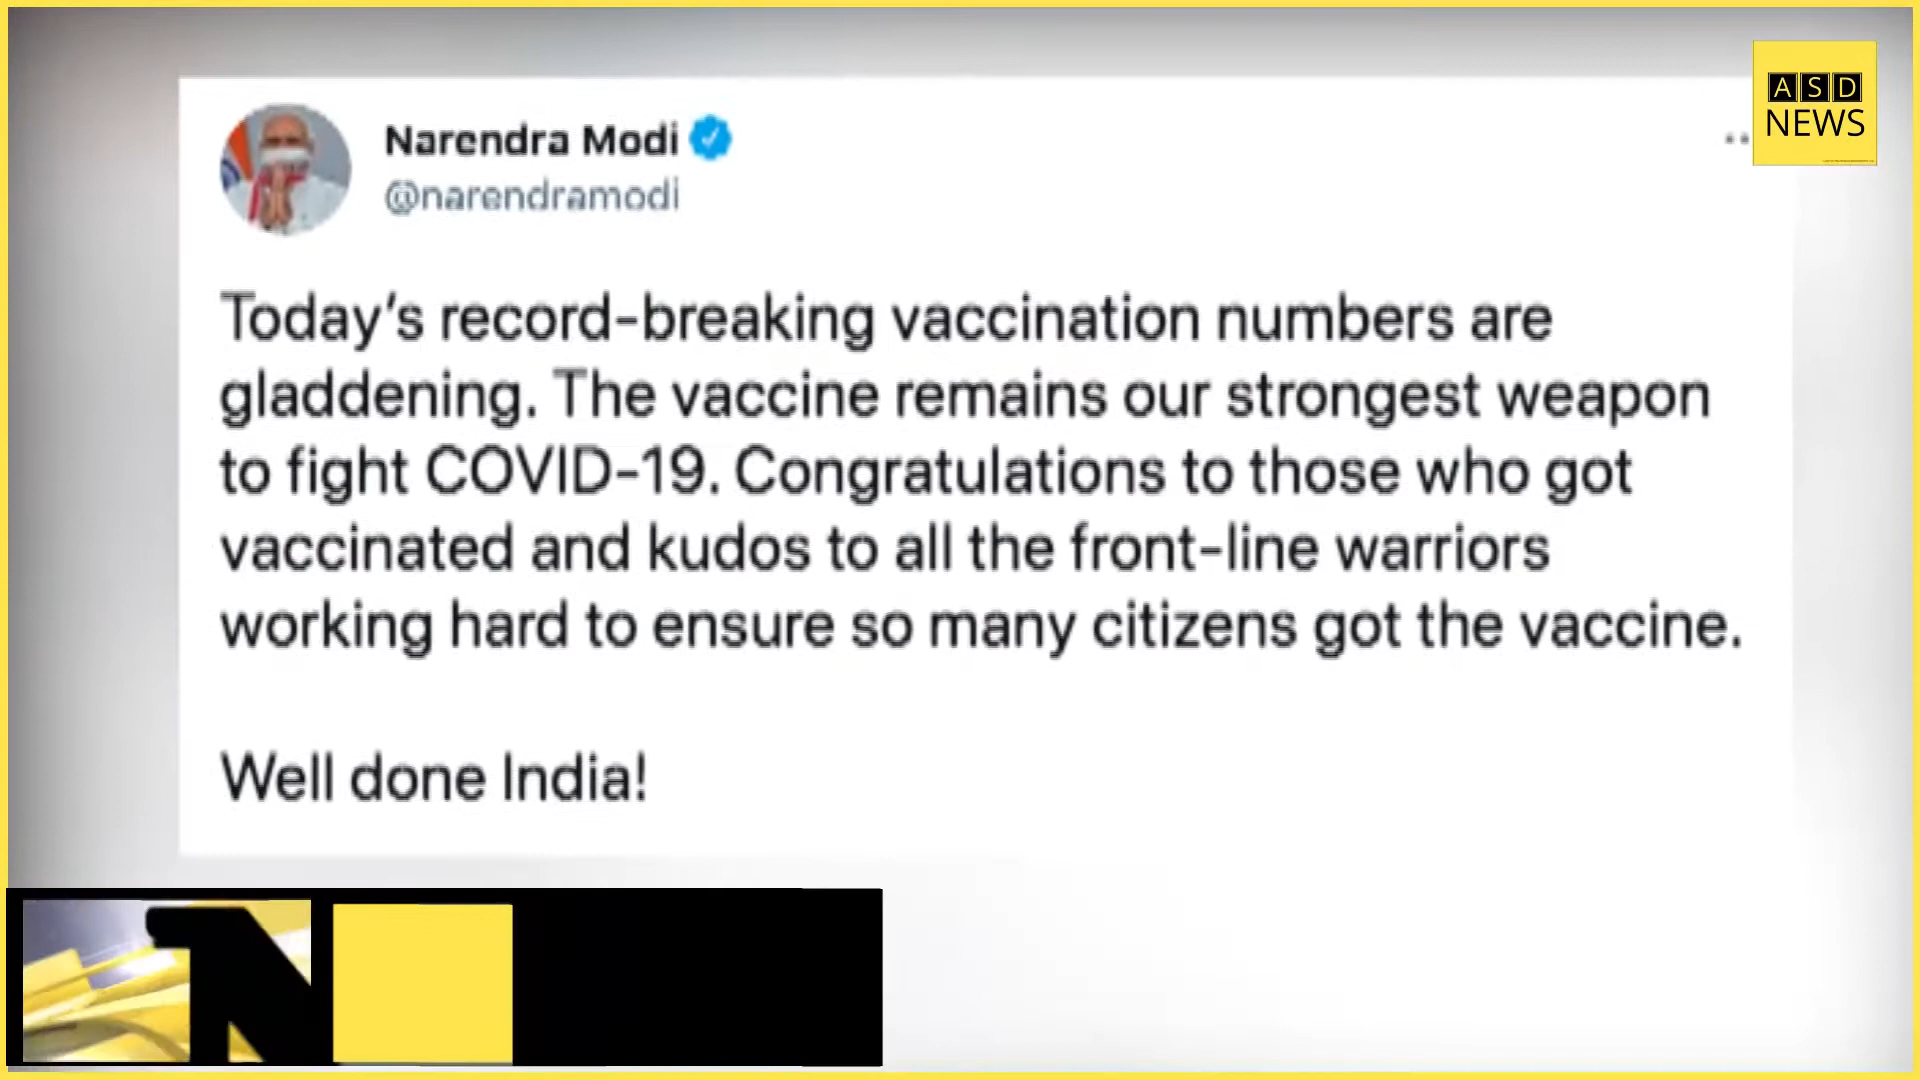 Narendra Modi
@narendramodi
A S D
NEWS
Today's record-breaking vaccination numbers are
gladdening. The vaccine remains our strongest weapon
to fight COVID-19. Congratulations to those who got
vaccinated and kudos to all the front-line warriors
working hard to ensure so many citizens got the vaccine.
Well done India!
N